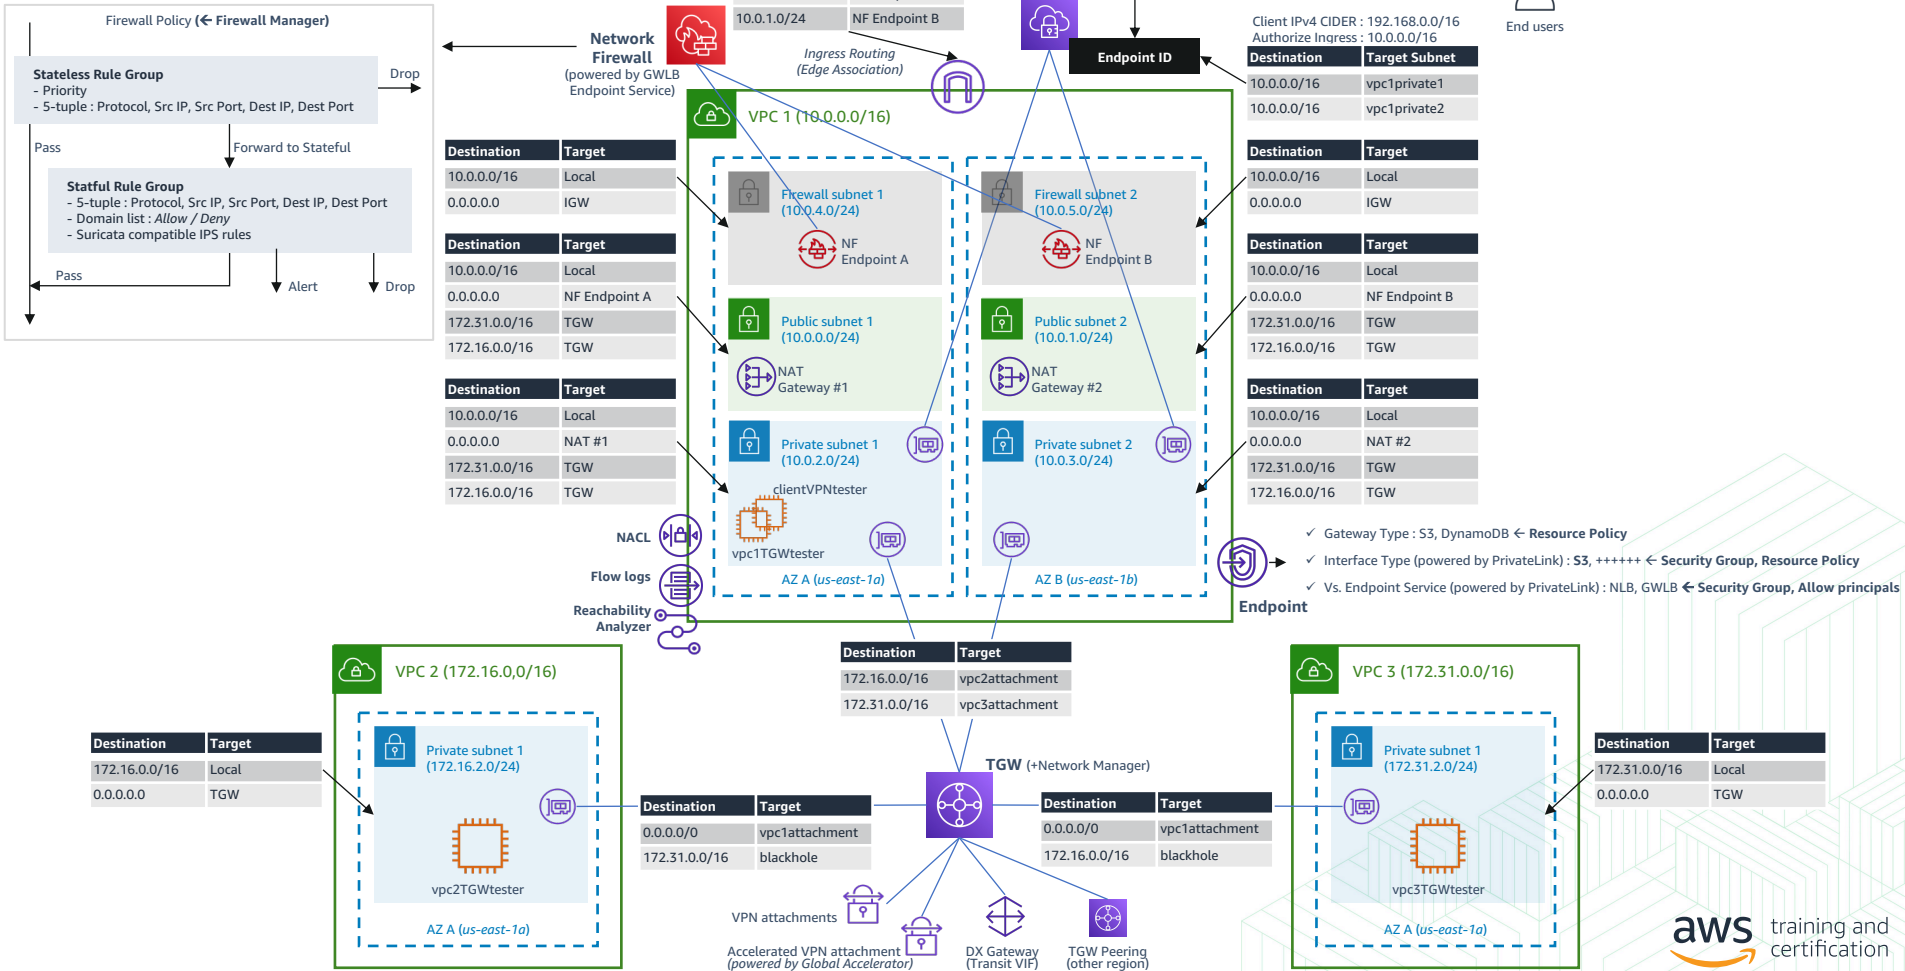 Firewall Policy (← Firewall Manager)
Stateless Rule Group
- Priority
- 5-tuple : Protocol, Src IP, Src Port, Dest IP, Dest Port
Drop
Pass
Forward to Stateful
Statful Rule Group
- 5-tuple : Protocol, Src IP, Src Port, Dest IP, Dest Port
- Domain list : Allow / Deny
- Suricata compatible IPS rules
Pass
Alert
Drop
Network
Firewall
(powered by GWLB
Endpoint Service)
10.0.1.0/24 NF Endpoint B
Ingress Routing
(Edge Association)
Endpoint ID
Client IPv4 CIDER : 192.168.0.0/16
Authorize Ingress : 10.0.0.0/16
Destination Target Subnet
10.0.0.0/16 vpc1private1
10.0.0.0/16 vpc1private2
End users
VPC 1 (10.0.0.0/16)
Destination Target
10.0.0.0/16 Local
0.0.0.0 IGW
Destination Target
10.0.0.0/16 Local
0.0.0.0 NF Endpoint A
172.31.0.0/16 TGW
172.16.0.0/16 TGW
Destination Target
10.0.0.0/16 Local
0.0.0.0 NAT #1
172.31.0.0/16 TGW
172.16.0.0/16 TGW
Firewall subnet 1
(10.0.4.0/24)
NF
Endpoint A
Public subnet 1
(10.0.0.0/24)
NAT
Gateway #1
Private subnet 1
(10.0.2.0/24)
clientVPNtester
vpc1TGWtester
AZ A (us-east-1a)
Firewall subnet 2
(10.0.5.0/24)
NF
Endpoint B
Public subnet 2
(10.0.1.0/24)
NAT
Gateway #2
Private subnet 2
(10.0.3.0/24)
AZ B (us-east-1b)
Destination Target
10.0.0.0/16 Local
0.0.0.0 IGW
Destination Target
10.0.0.0/16 Local
0.0.0.0 NF Endpoint B
172.31.0.0/16 TGW
172.16.0.0/16 TGW
Destination Target
10.0.0.0/16 Local
0.0.0.0 NAT #2
172.31.0.0/16 TGW
172.16.0.0/16 TGW
NACL
Flow logs
Reachability
Analyzer
Endpoint
✓ Gateway Type : S3, DynamoDB ← Resource Policy
✓ Interface Type (powered by PrivateLink) : S3, ++++++ ← Security Group, Resource Policy
✓ Vs. Endpoint Service (powered by PrivateLink) : NLB, GWLB ← Security Group, Allow principals
Destination Target
172.16.0.0/16 vpc2attachment
172.31.0.0/16 vpc3attachment
VPC 2 (172.16.0,0/16)
Destination Target
172.16.0.0/16 Local
0.0.0.0 TGW
Private subnet 1
(172.16.2.0/24)
vpc2TGWtester
AZ A (us-east-1a)
Destination Target
0.0.0.0/0 vpc1attachment
172.31.0.0/16 blackhole
TGW (+Network Manager)
Destination Target
0.0.0.0/0 vpc1attachment
172.16.0.0/16 blackhole
VPN attachments
Accelerated VPN attachment
(powered by Global Accelerator)
DX Gateway
(Transit VIF)
TGW Peering
(other region)
VPC 3 (172.31.0.0/16)
Private subnet 1
(172.31.2.0/24)
vpc3TGWtester
AZ A (us-east-1a)
Destination Target
172.31.0.0/16 Local
0.0.0.0 TGW
aws training and
certification